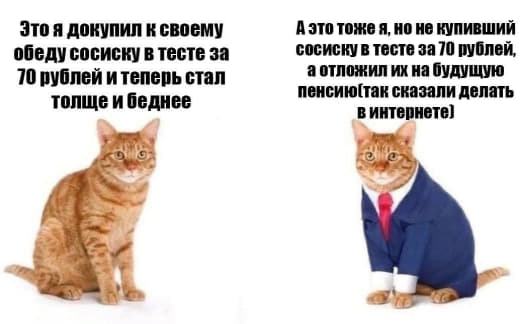 Это я докупил к своему
обеду сосиску в тесте за
70 рублей и теперь стал
толще и беднее
А это тоже я, но не купивший
сосиску в тесте за 70 рублей,
а отложил их на будущую
пенсию(так сказали делать
в интернете)